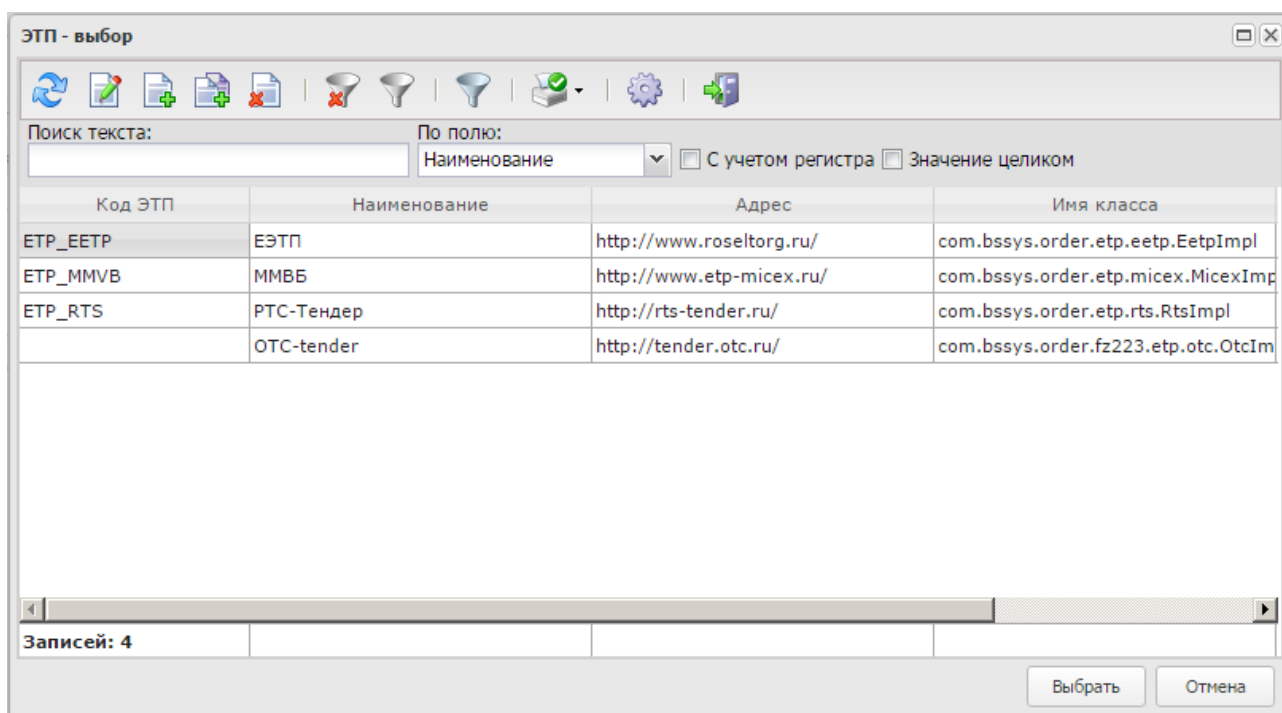 ЭТП - выбор
Поиск текста: По полю:
Наименование С учетом регистра Значение целиком
Код ЭТП Наименование Адрес Имя класса
ETP_EETP ЕЭТП http://www.roseltorg.ru/ com.bssys.order.etp.eetp.EetpImpl
ETP_MMVB ММВБ http://www.etp-micex.ru/ com.bssys.order.etp.micex.MicexImp
ETP_RTS РТС-Тендер http://rts-tender.ru/ com.bssys.order.etp.rts.RtsImpl
OTC-tender http://tender.otc.ru/ com.bssys.order.fz223.etp.otc.OtcIm
Записей: 4
Выбрать Отмена